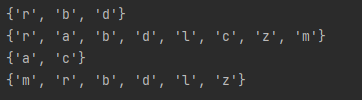 {'r', 'b', 'd'}
{'r', 'a', 'b', 'd', 'l', 'c', 'z', 'm'}
{'a', 'c'}
{'m', 'r', 'b', 'd', 'l', 'z'}